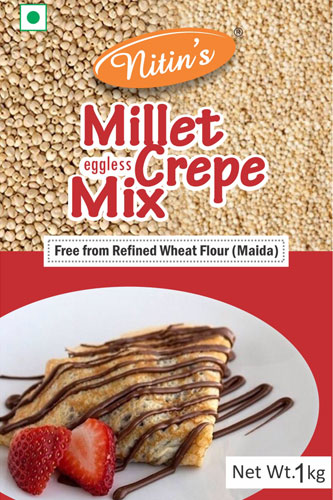 Nitin's®
Millet
eggless Crepe
Mix
Free from Refined Wheat Flour (Maida)
Net Wt.1kg